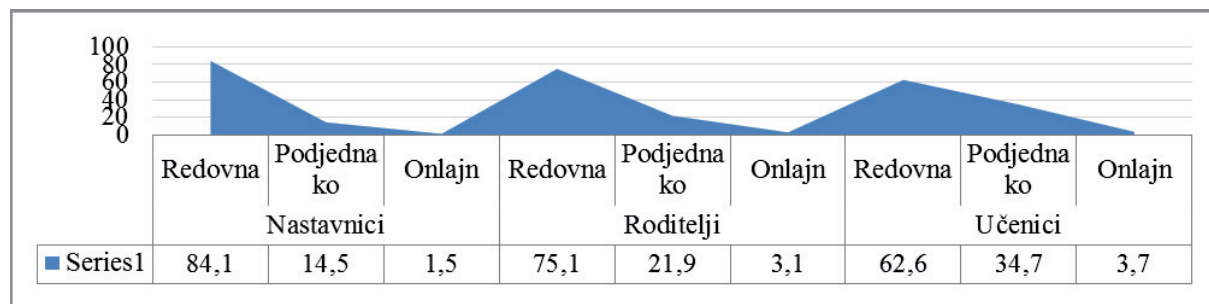 100
80
60
40
20
0
Redovna Podjedna Onlajn Redovna Podjedna Onlajn Redovna Podjedna Onlajn
ko ko ko
Nastavnici Roditelji Učenici
Series1 84,1 14,5 1,5 75,1 21,9 3,1 62,6 34,7 3,7